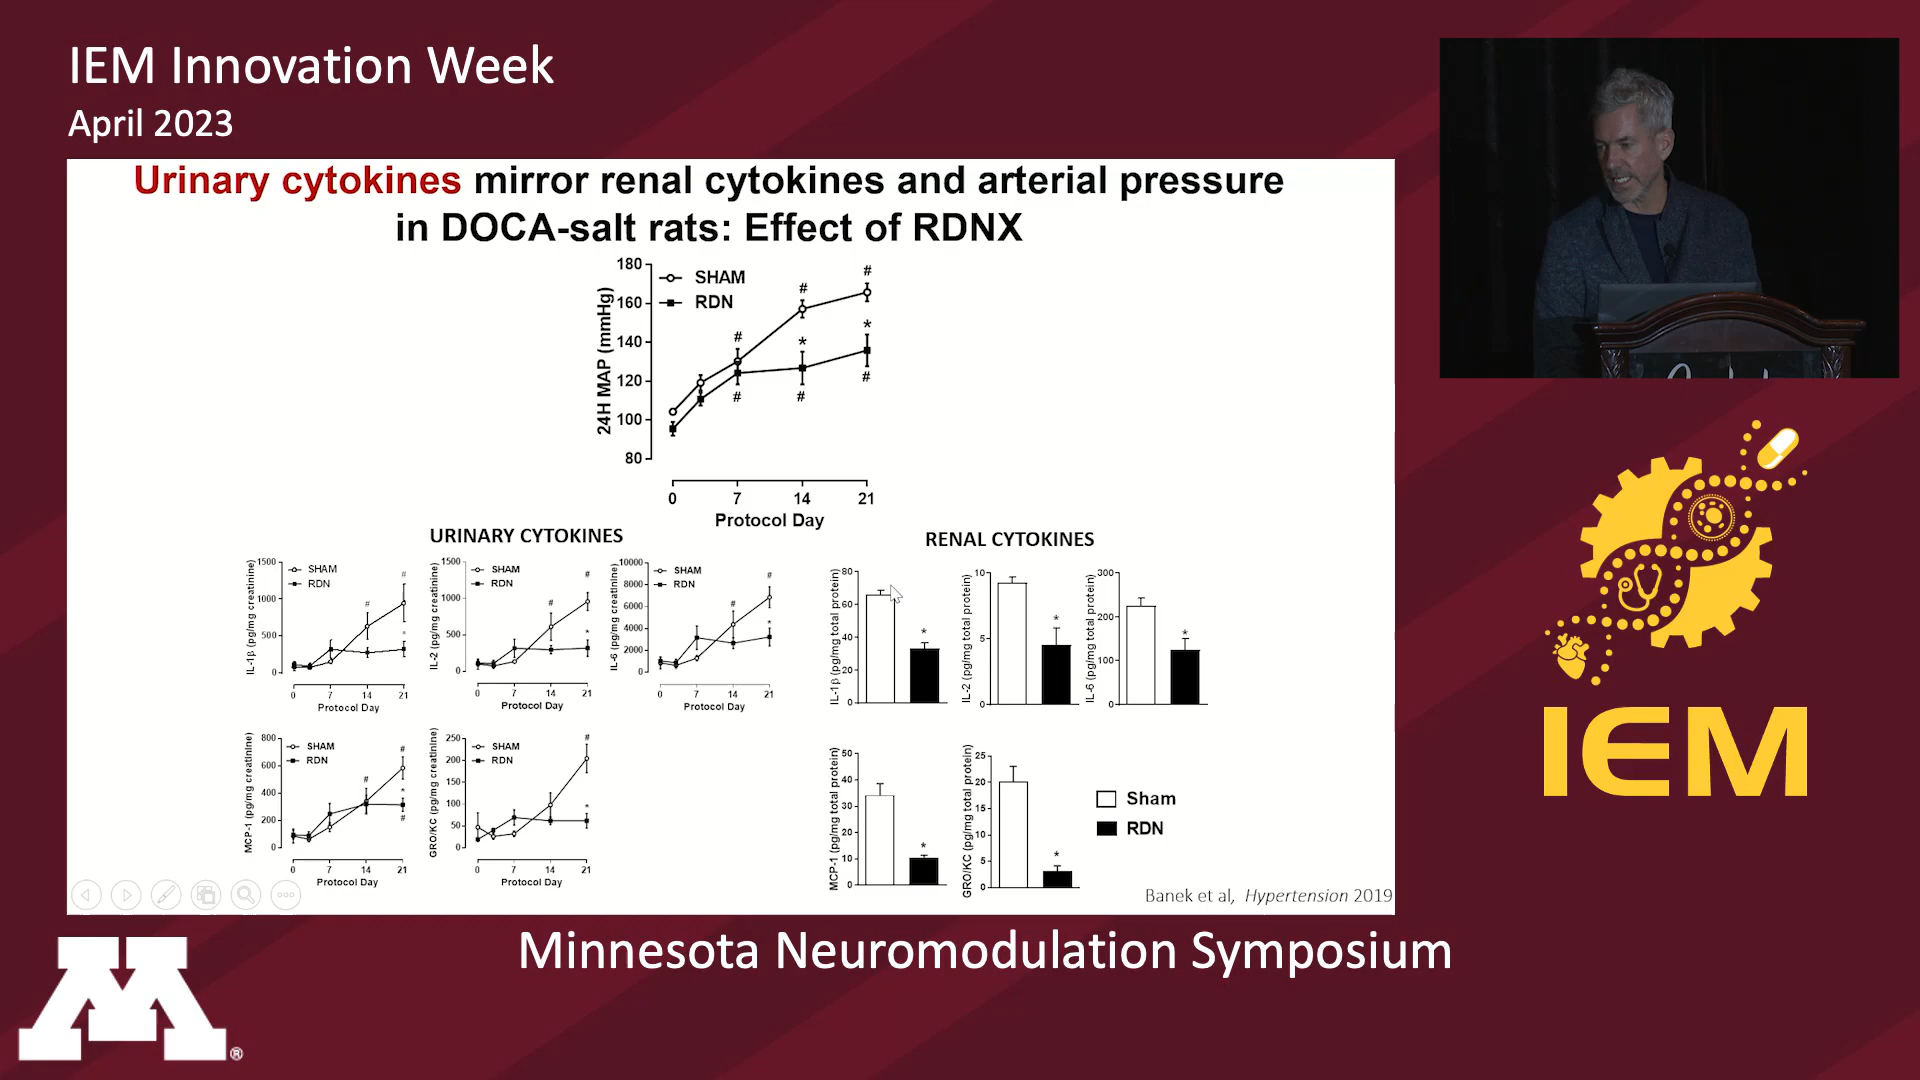 IEM Innovation Week
April 2023
Urinary cytokines mirror renal cytokines and arterial pressure
in DOCA-salt rats: Effect of RDNX
180
160
140
120
100
80
24H MAP (mmHg)
SHAM
RDN
#
#
#
*
*
#
#
#
0 7 14 21
Protocol Day
URINARY CYTOKINES
1500
1000
500
0
IL-1β (pg/mg creatinine)
SHAM
RDN
#
#
*
0 7 14 21
Protocol Day
1500
1000
500
0
IL-2 (pg/mg creatinine)
SHAM
RDN
#
#
*
0 7 14 21
Protocol Day
10000
8000
6000
4000
2000
0
IL-6 (pg/mg creatinine)
SHAM
RDN
#
#
*
0 7 14 21
Protocol Day
800
600
400
200
0
MCP-1 (pg/mg creatinine)
SHAM
RDN
#
#
*
#
0 7 14 21
Protocol Day
250
200
150
100
50
0
GRO/KC (pg/mg creatinine)
SHAM
RDN
#
*
0 7 14 21
Protocol Day
RENAL CYTOKINES
80
60
40
20
0
IL-1β (pg/mg total protein)
*
10
5
0
IL-2 (pg/mg total protein)
*
300
200
100
0
IL-6 (pg/mg total protein)
*
50
40
30
20
10
0
MCP-1 (pg/mg total protein)
*
25
20
15
10
5
0
GRO/KC (pg/mg total protein)
*
Sham
RDN
Banek et al, Hypertension 2019
IEM
M®
Minnesota Neuromodulation Symposium